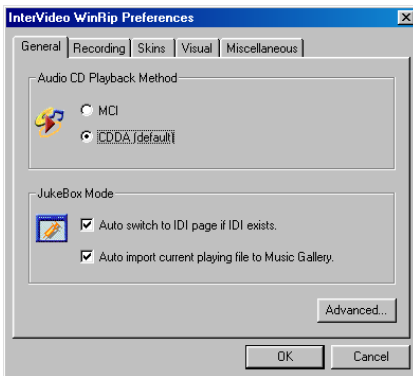 InterVideo WinRip Preferences
General Recording Skins Visual Miscellaneous
Audio CD Playback Method
MCI
CDDA (default)
JukeBox Mode
Auto switch to IDI page if IDI exists.
Auto import current playing file to Music Gallery.
Advanced...
OK Cancel